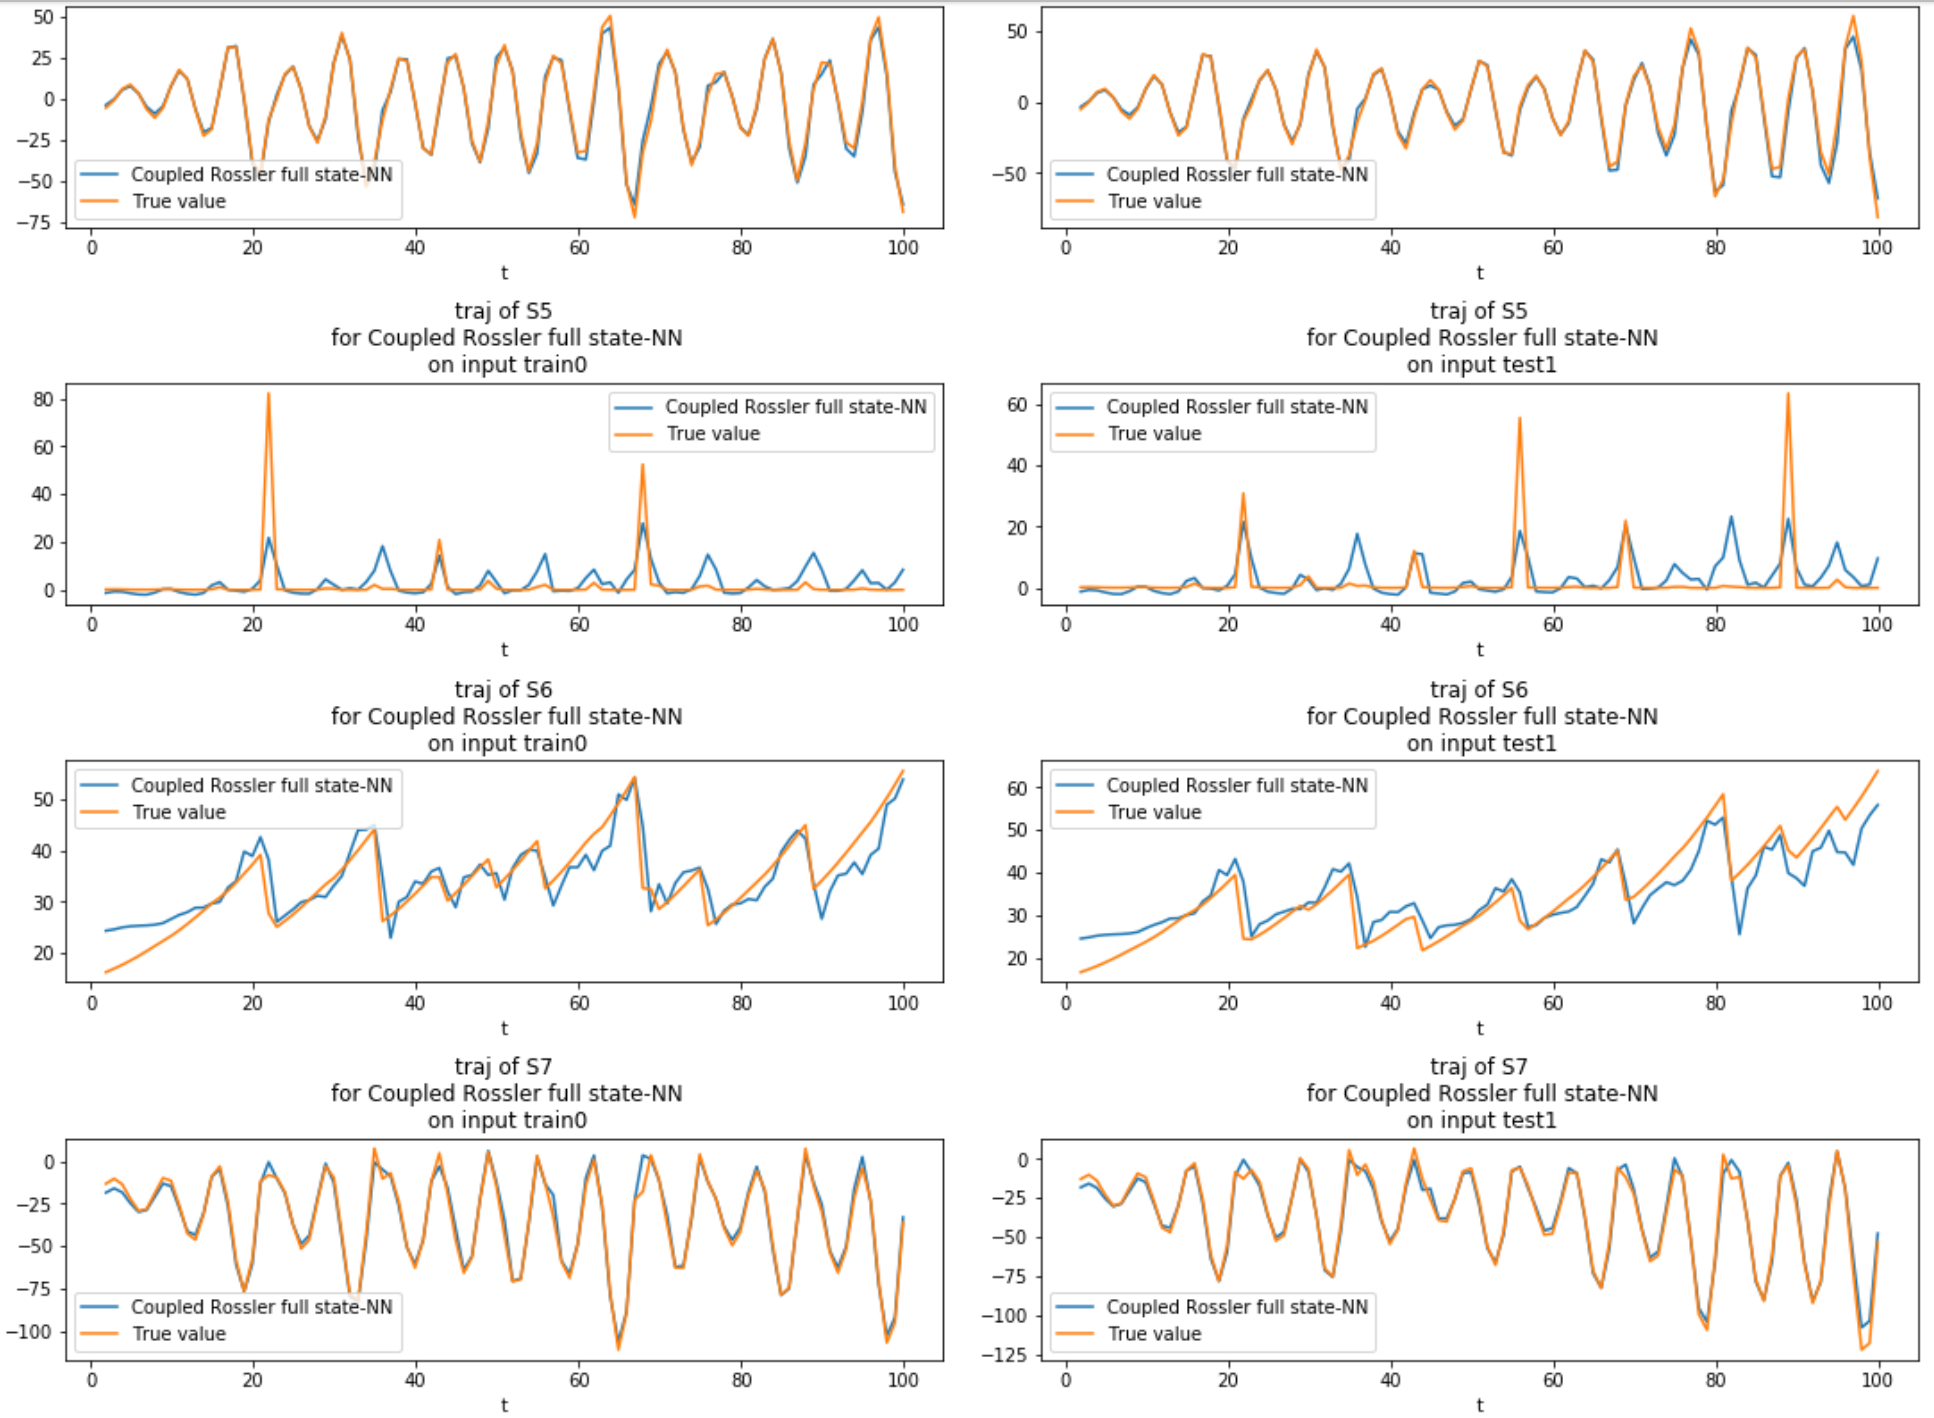 50
25
0
−25
−50
−75
Coupled Rossler full state-NN
True value
0 20 40 60 80 100
t
50
0
−50
Coupled Rossler full state-NN
True value
0 20 40 60 80 100
t
traj of S5
for Coupled Rossler full state-NN
on input train0
80
60
40
20
0
Coupled Rossler full state-NN
True value
0 20 40 60 80 100
t
traj of S5
for Coupled Rossler full state-NN
on input test1
60
40
20
0
Coupled Rossler full state-NN
True value
0 20 40 60 80 100
t
traj of S6
for Coupled Rossler full state-NN
on input train0
50
40
30
20
Coupled Rossler full state-NN
True value
0 20 40 60 80 100
t
traj of S6
for Coupled Rossler full state-NN
on input test1
60
50
40
30
20
Coupled Rossler full state-NN
True value
0 20 40 60 80 100
t
traj of S7
for Coupled Rossler full state-NN
on input train0
0
−25
−50
−75
−100
Coupled Rossler full state-NN
True value
0 20 40 60 80 100
t
traj of S7
for Coupled Rossler full state-NN
on input test1
0
−25
−50
−75
−100
−125
Coupled Rossler full state-NN
True value
0 20 40 60 80 100
t